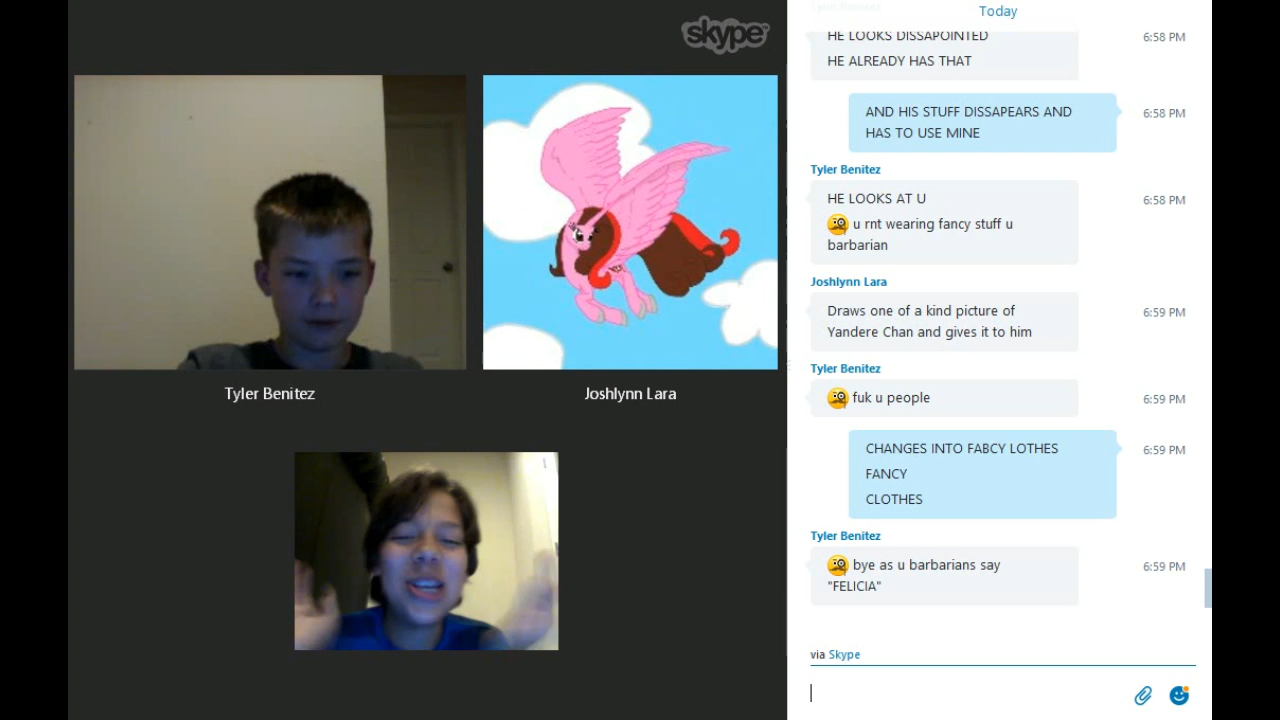 skype
Tyler Benitez
Joshlynn Lara
Today
HE LOOKS DISSAPOINTED
6:58 PM
HE ALREADY HAS THAT
AND HIS STUFF DISSAPEARS AND
HAS TO USE MINE
6:58 PM
Tyler Benitez
HE LOOKS AT U
6:58 PM
u rnt wearing fancy stuff u
barbarian
Joshlynn Lara
Draws one of a kind picture of
Yandere Chan and gives it to him
6:59 PM
Tyler Benitez
fuk u people
6:59 PM
CHANGES INTO FABCY LOTHES
6:59 PM
FANCY
CLOTHES
Tyler Benitez
bye as u barbarians say
"FELICIA"
6:59 PM
via Skype